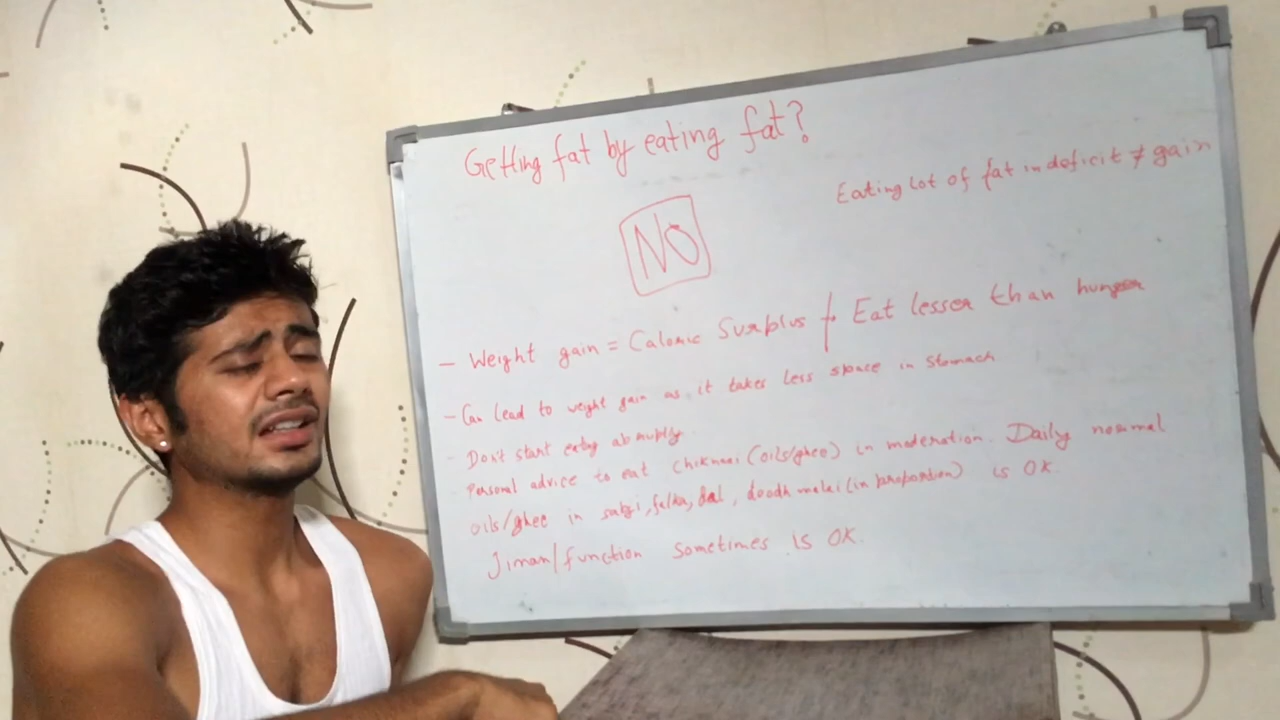 Getting fat by eating fat?
Eating lot of fat in deficit ≠ gain
NO
- Weight gain = Caloric Surplus Eat lesser than hunger
- Can lead to weight gain as it takes less space in stomach
Don't start eating abruptly
Personal advice to eat chiknai (oils/ghee) in moderation. Daily normal
oils/ghee in sabji, fulka, dal, doodh malai (in proportion) is OK.
Jiman/function sometimes is OK.